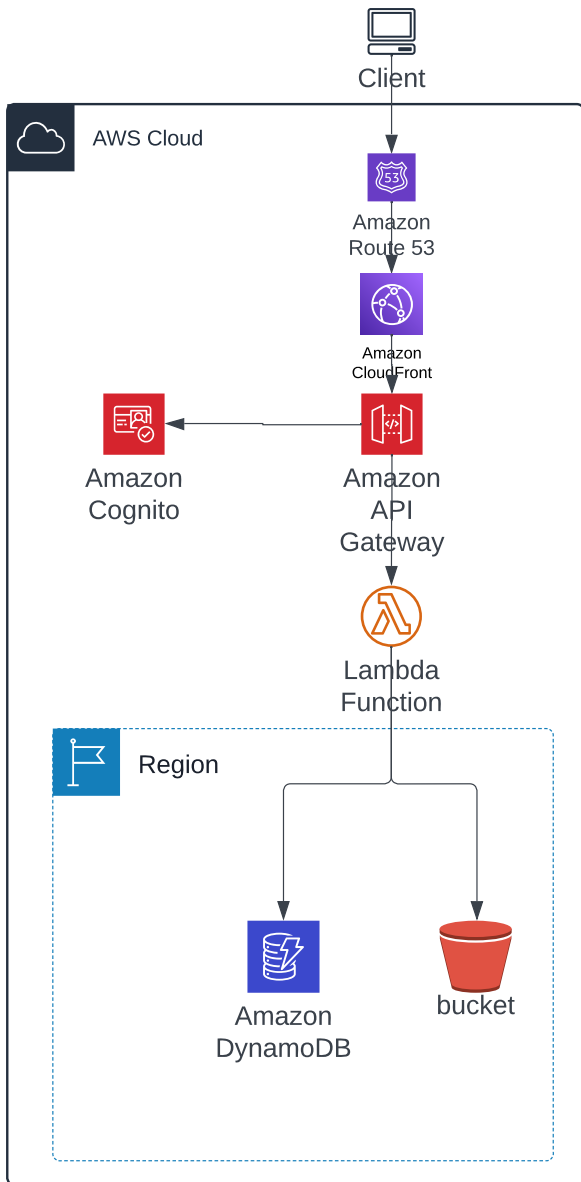 Client
AWS Cloud
53
Amazon
Route 53
Amazon
CloudFront
</>
Amazon
Cognito
Amazon
API
Gateway
Lambda
Function
Region
Amazon
DynamoDB
bucket